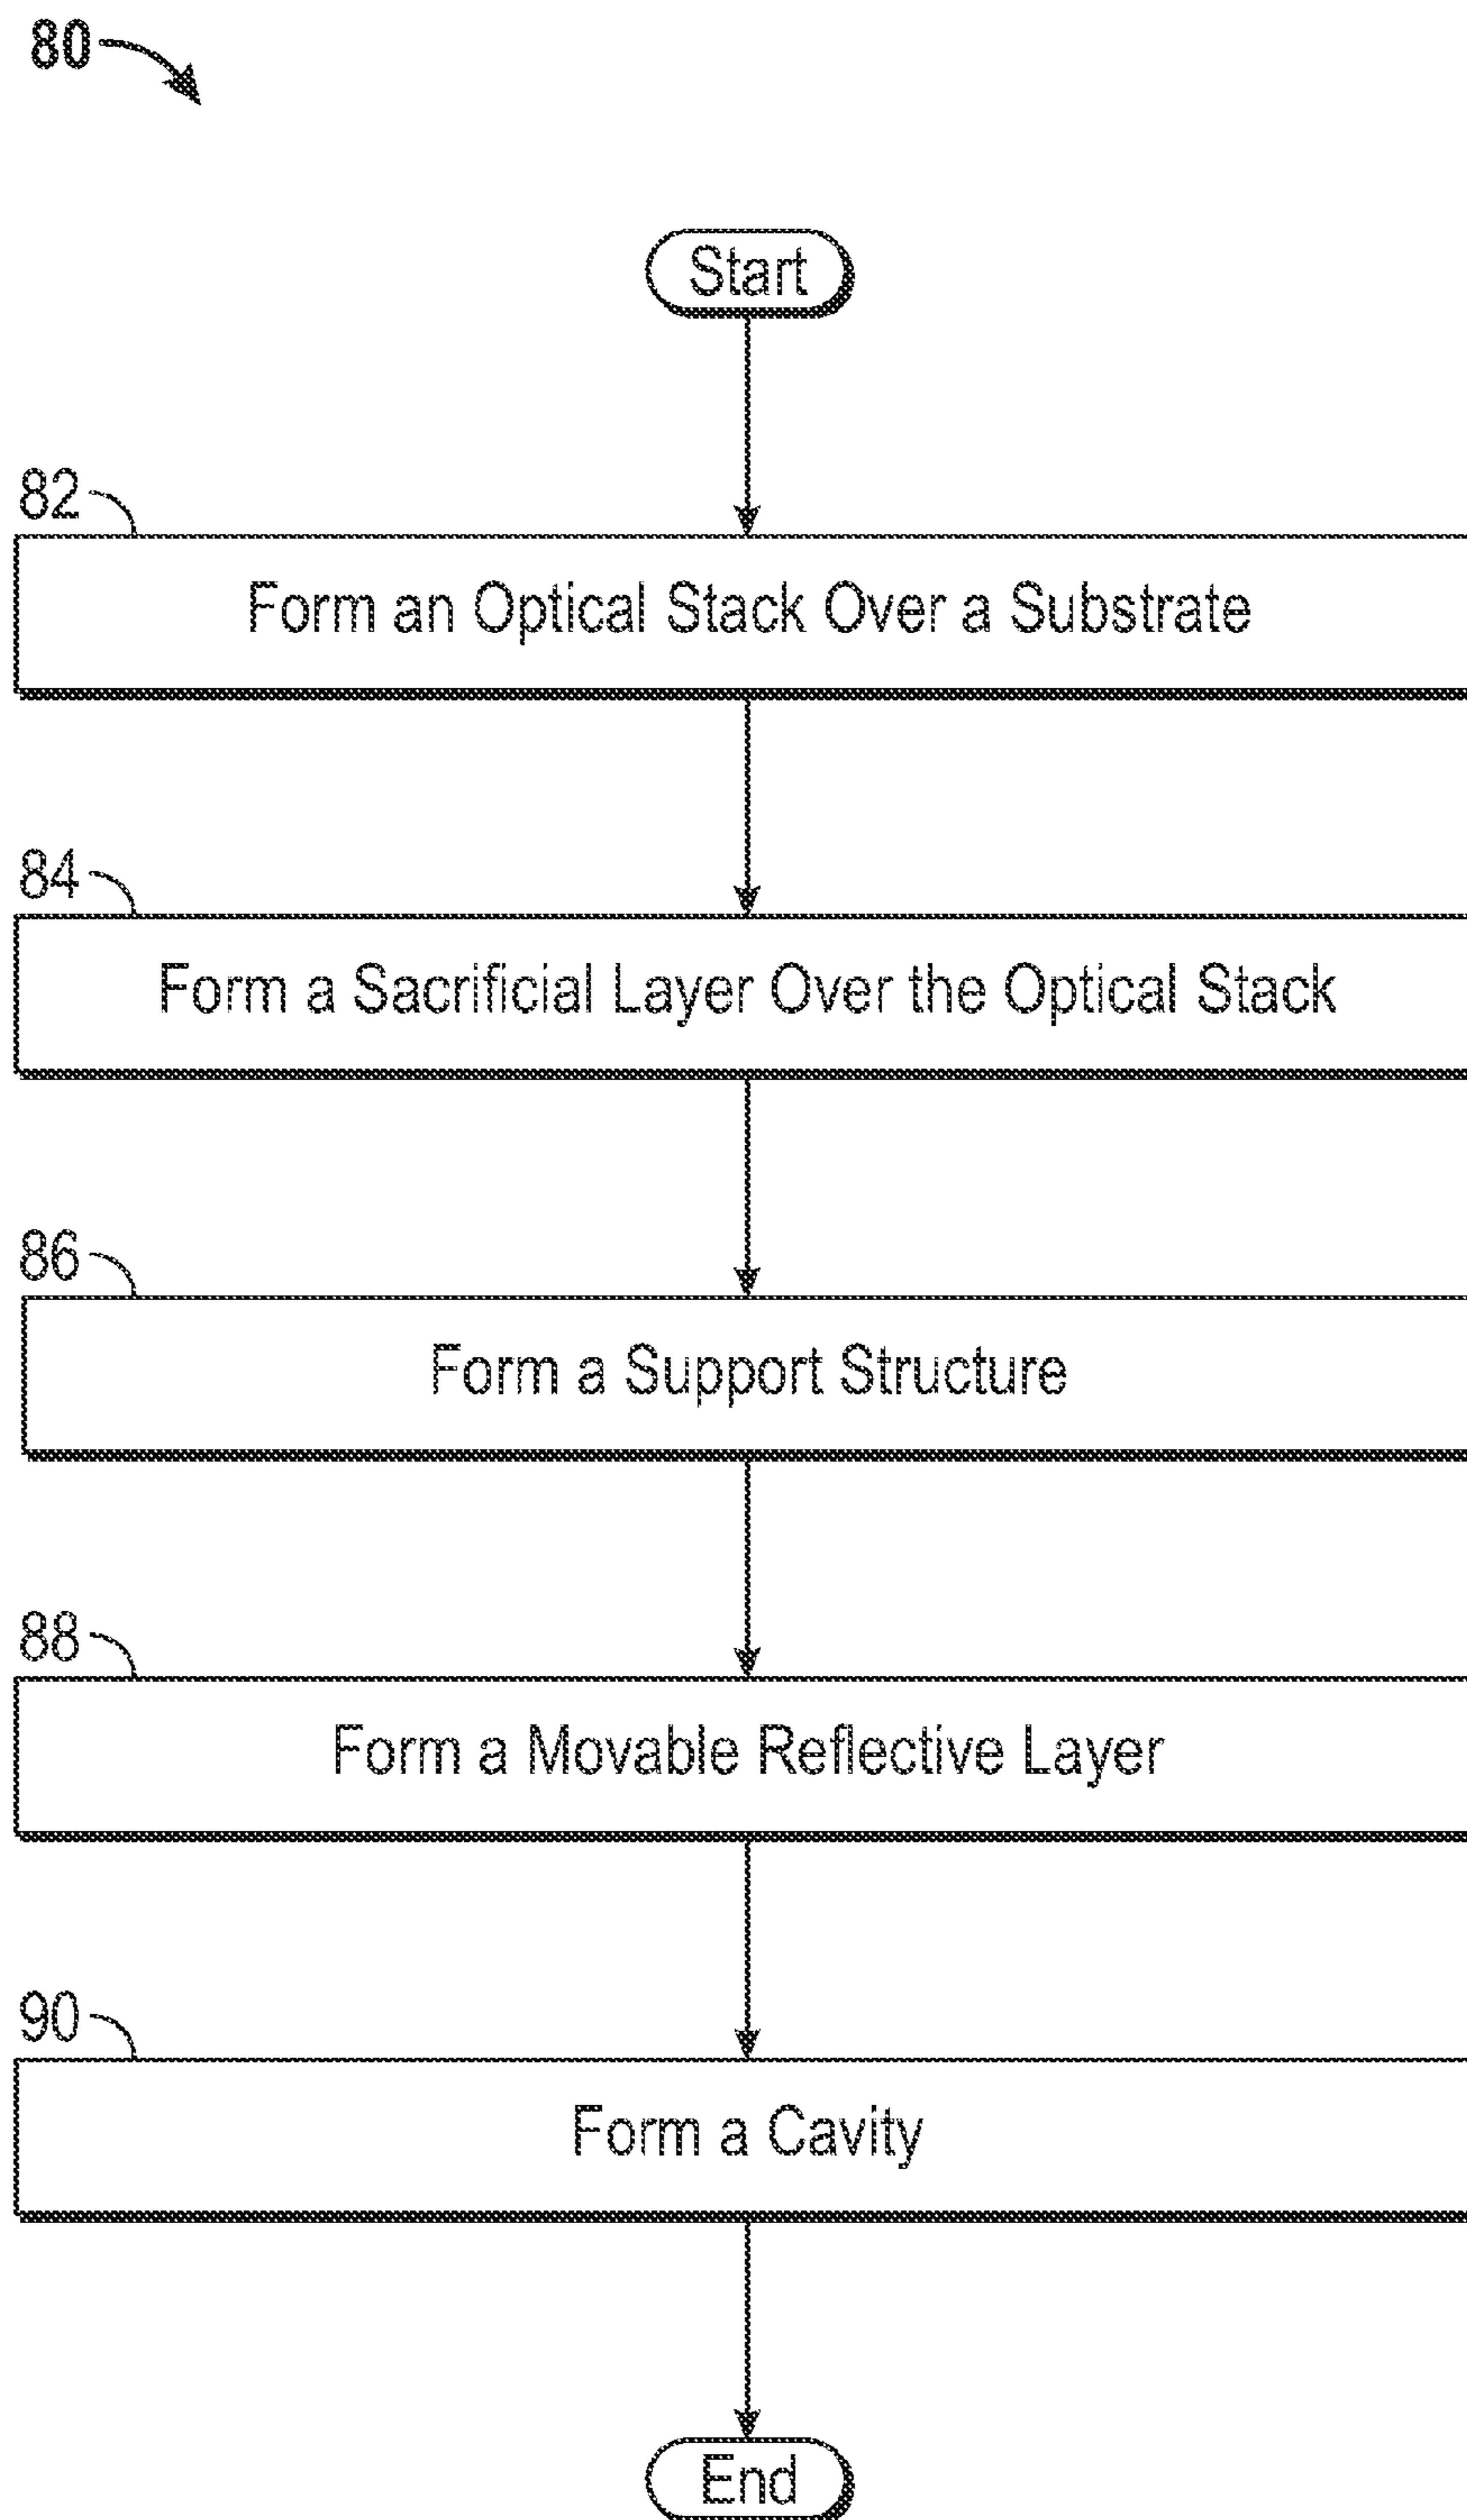 80
Start
82
Form an Optical Stack Over a Substrate
84
Form a Sacrificial Layer Over the Optical Stack
86
Form a Support Structure
88
Form a Movable Reflective Layer
90
Form a Cavity
End